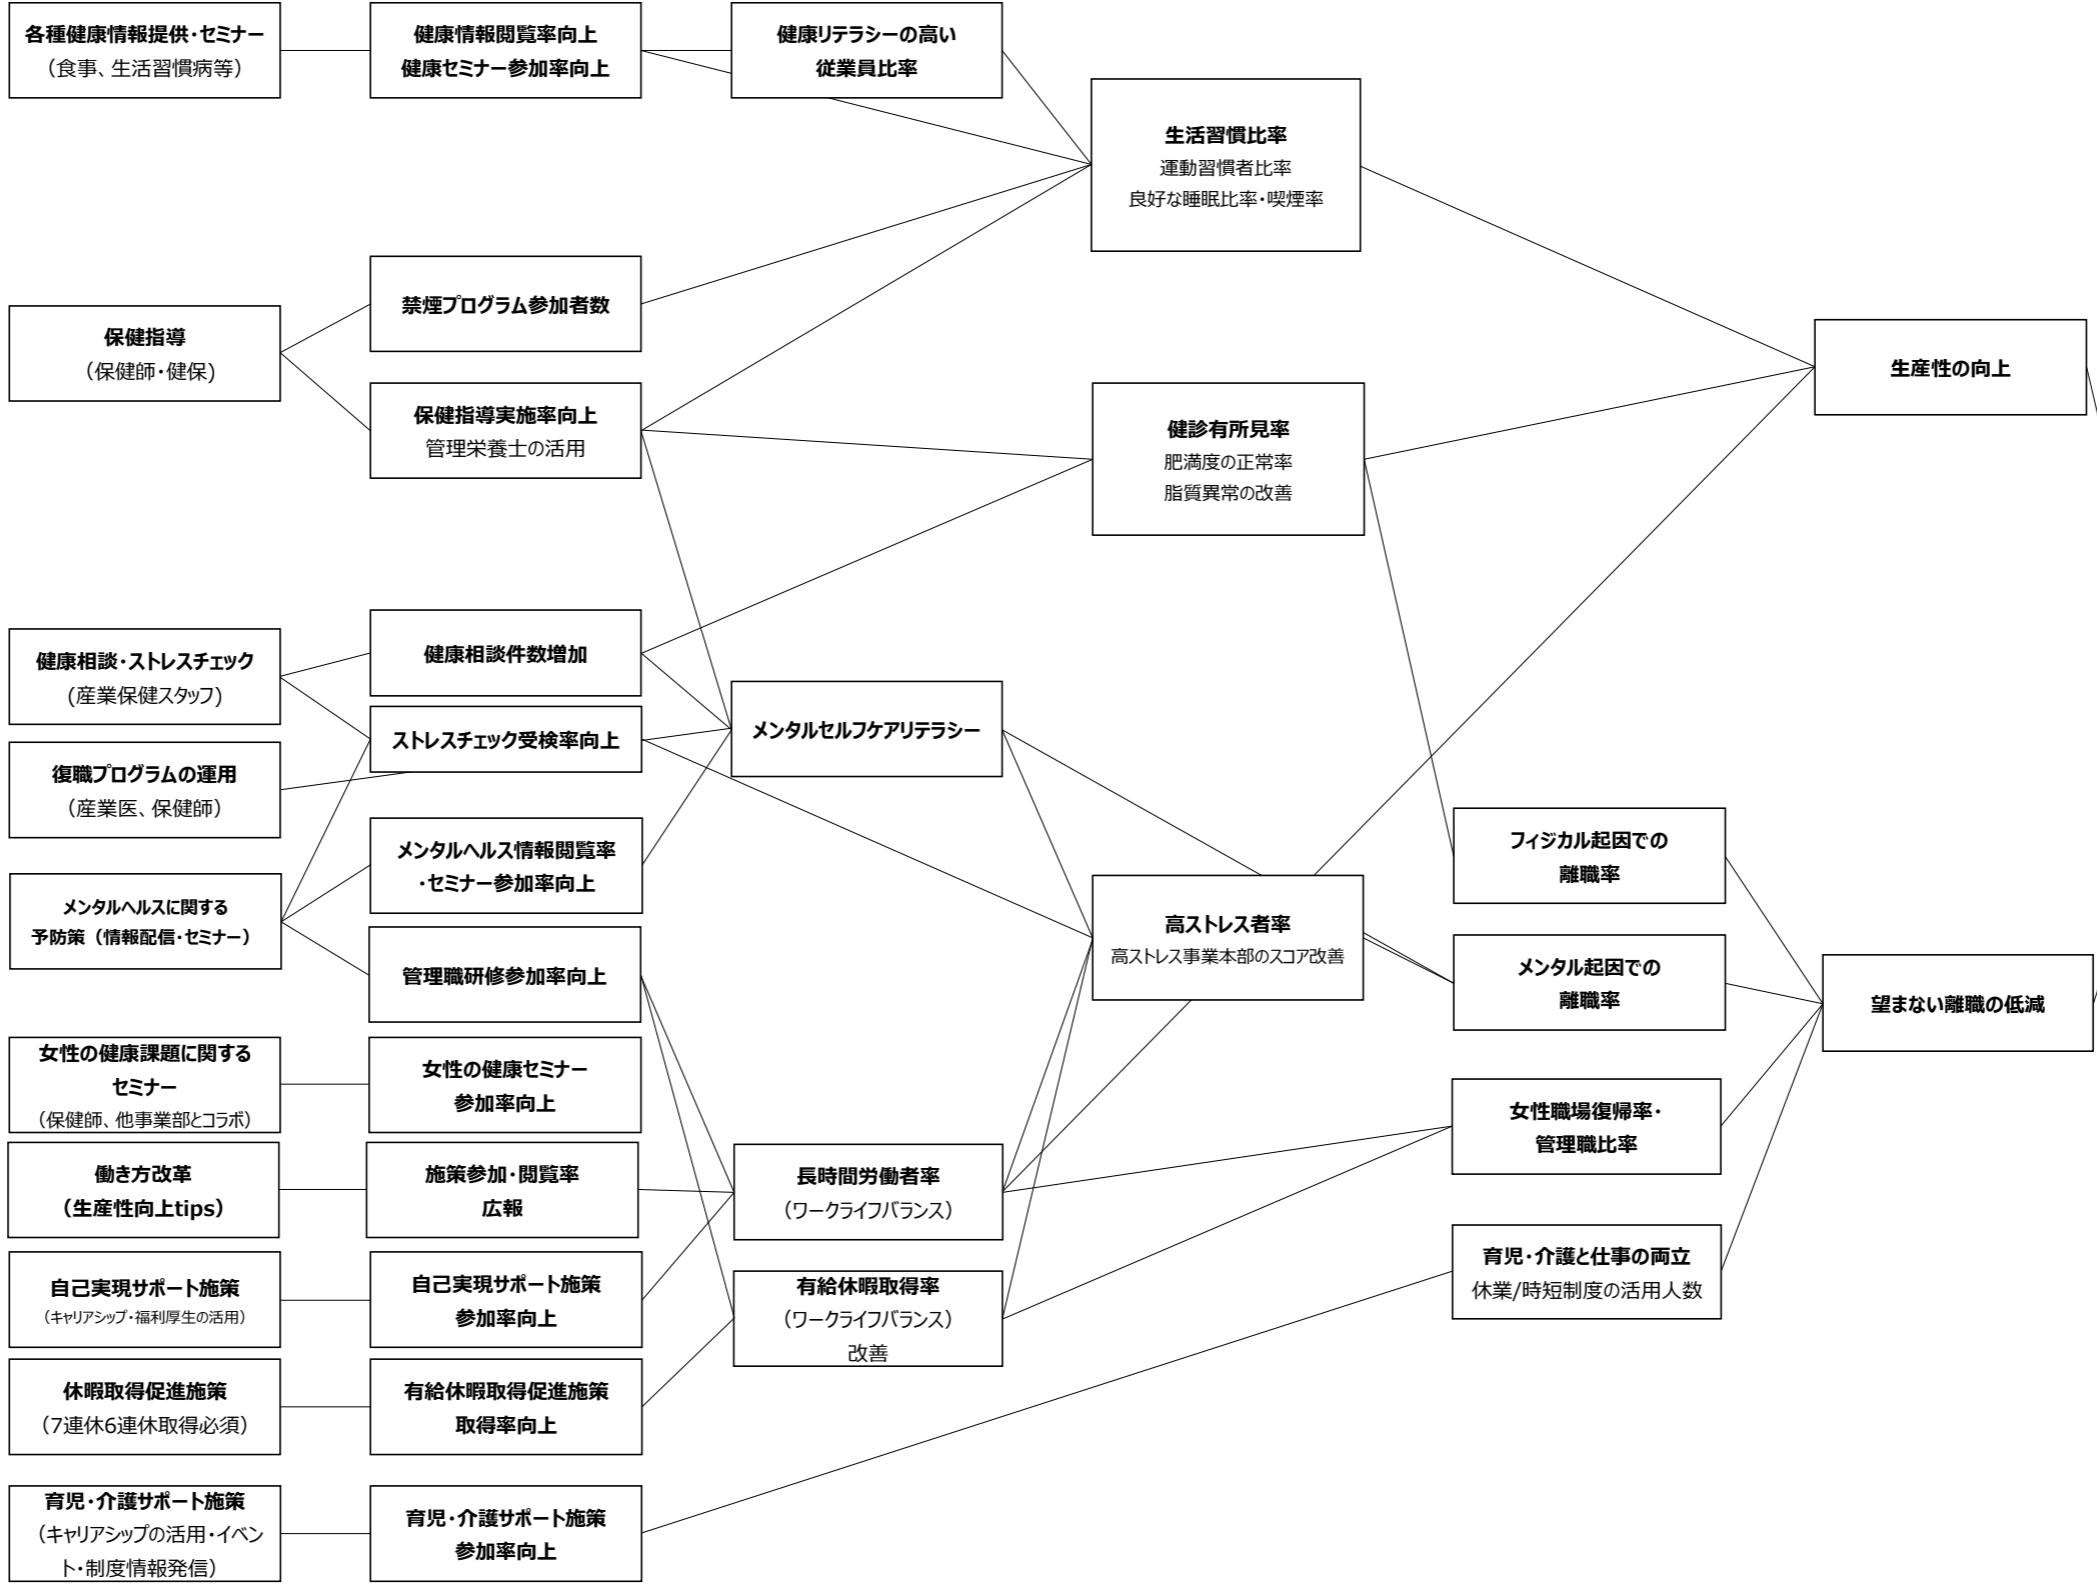 各種健康情報提供・セミナー
（食事、生活習慣病等）
健康情報閲覧率向上
健康セミナー参加率向上
健康リテラシーの高い
従業員比率
生活習慣比率
運動習慣者比率
良好な睡眠比率・喫煙率
保健指導
（保健師・健保)
禁煙プログラム参加者数
保健指導実施率向上
管理栄養士の活用
健診有所見率
肥満度の正常率
脂質異常の改善
生産性の向上
健康相談・ストレスチェック
(産業保健スタッフ)
健康相談件数増加
ストレスチェック受検率向上
メンタルセルフケアリテラシー
復職プログラムの運用
（産業医、保健師）
メンタルヘルスに関する
予防策（情報配信・セミナー）
メンタルヘルス情報閲覧率
・セミナー参加率向上
管理職研修参加率向上
高ストレス者率
高ストレス事業本部のスコア改善
フィジカル起因での
離職率
メンタル起因での
離職率
望まない離職の低減
女性の健康課題に関する
セミナー
（保健師、他事業部とコラボ）
女性の健康セミナー
参加率向上
女性職場復帰率・
管理職比率
働き方改革
（生産性向上tips）
施策参加・閲覧率
広報
長時間労働者率
（ワークライフバランス）
自己実現サポート施策
（キャリアシップ・福利厚生の活用）
自己実現サポート施策
参加率向上
有給休暇取得率
（ワークライフバランス）
改善
育児・介護と仕事の両立
休業/時短制度の活用人数
休暇取得促進施策
（7連休6連休取得必須）
有給休暇取得促進施策
取得率向上
育児・介護サポート施策
（キャリアシップの活用・イベン
ト・制度情報発信）
育児・介護サポート施策
参加率向上